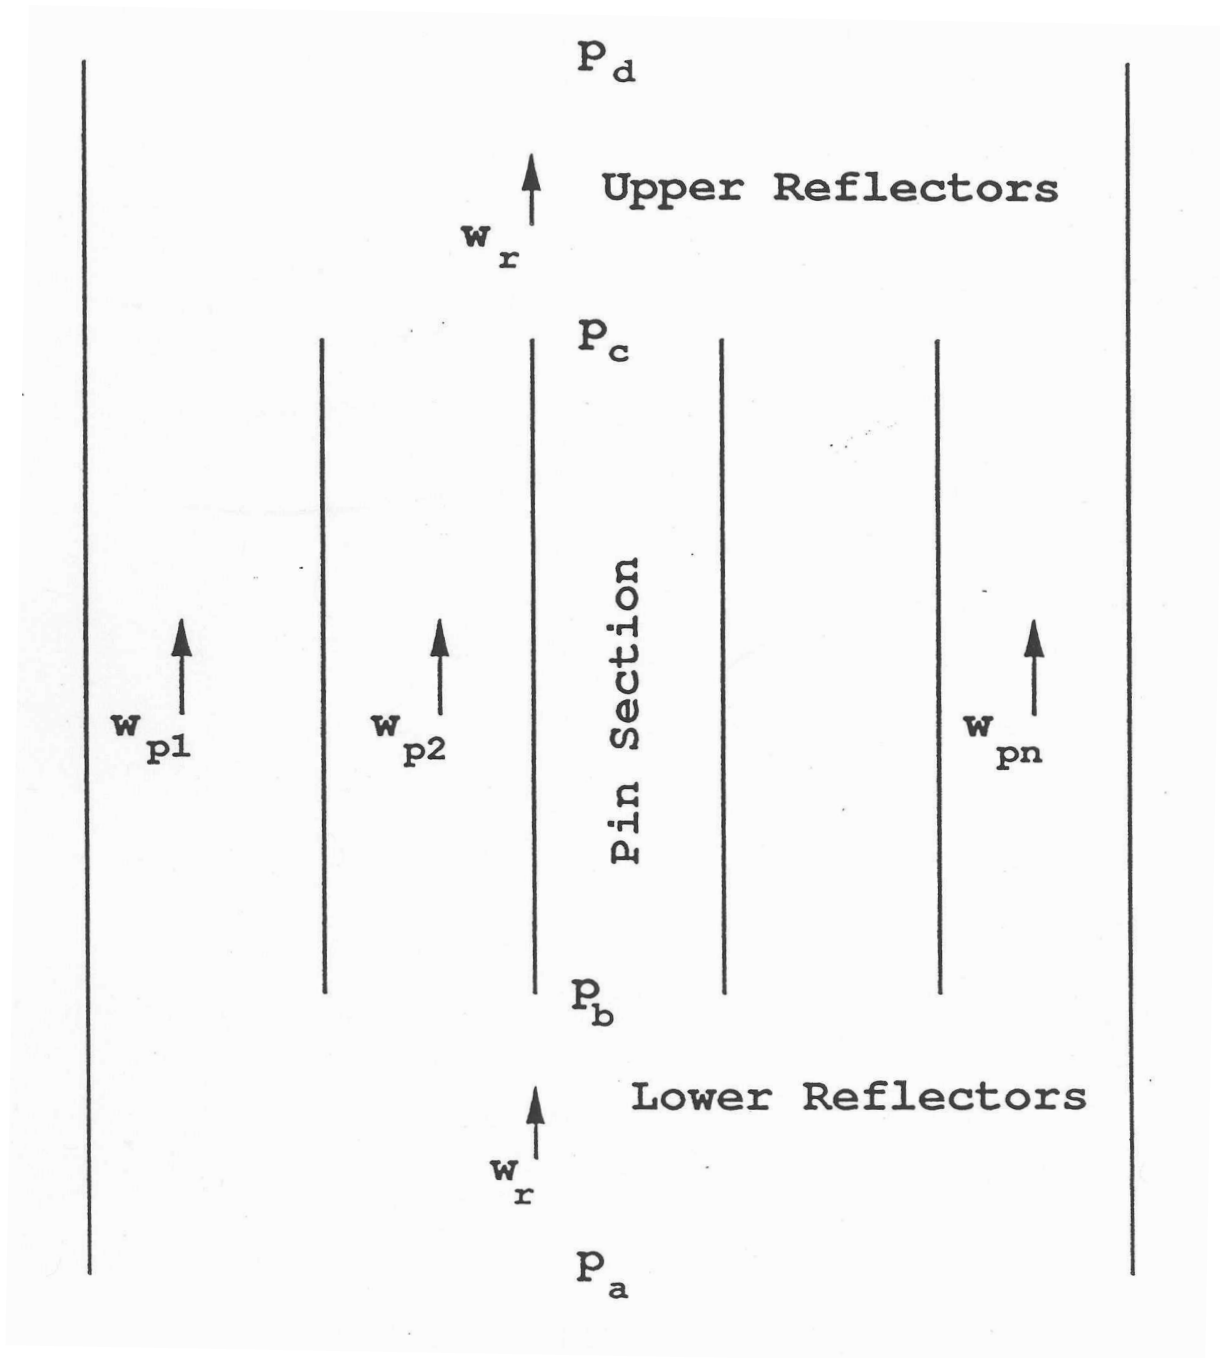 pd
Upper Reflectors
wr
pc
Pin Section
wp1
wp2
wpn
pb
Lower Reflectors
wr
pa